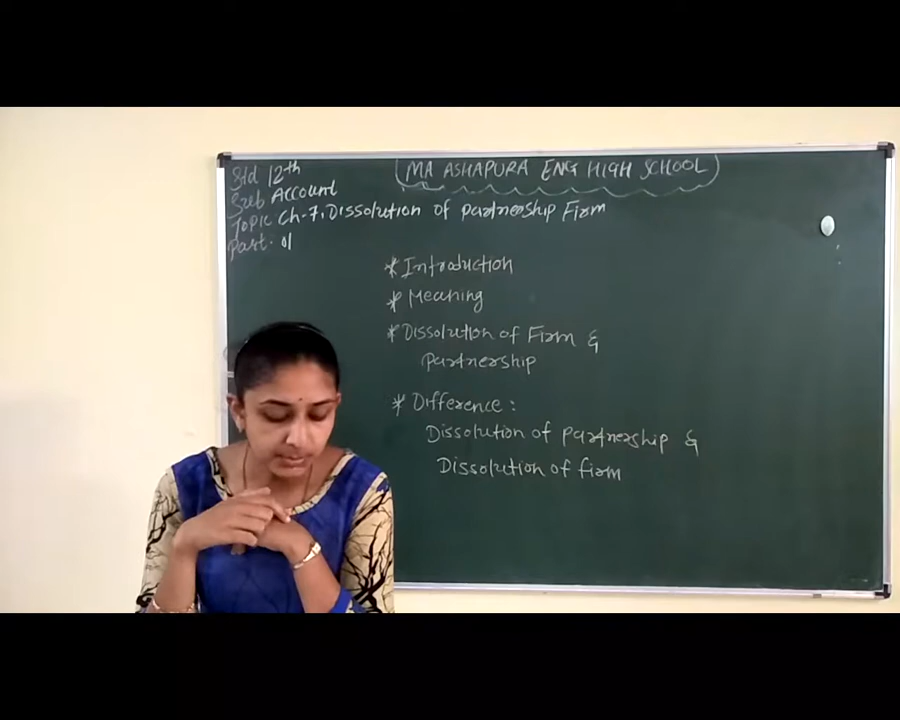 MA ASHAPURA ENG HIGH SCHOOL
Std 12th
Sub Account
Topic Ch-7, Dissolution of partnership Firm
Part. 01
* Introduction
* Meaning
* Dissolution of Firm &
Partnership
* Difference :
Dissolution of partnership &
Dissolution of firm